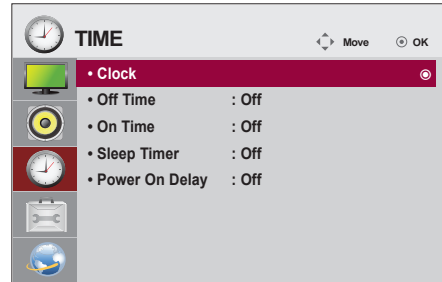 TIME
Move
OK
• Clock
• Off Time : Off
• On Time : Off
• Sleep Timer : Off
• Power On Delay : Off